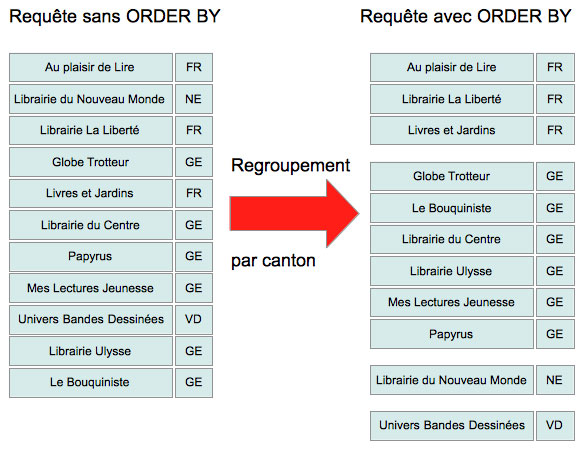 Requête sans ORDER BY
Au plaisir de Lire FR
Librairie du Nouveau Monde NE
Librairie La Liberté FR
Globe Trotteur GE
Livres et Jardins FR
Librairie du Centre GE
Papyrus GE
Mes Lectures Jeunesse GE
Univers Bandes Dessinées VD
Librairie Ulysse GE
Le Bouquiniste GE
Regroupement
par canton
Requête avec ORDER BY
Au plaisir de Lire FR
Librairie La Liberté FR
Livres et Jardins FR
Globe Trotteur GE
Le Bouquiniste GE
Librairie du Centre GE
Librairie Ulysse GE
Mes Lectures Jeunesse GE
Papyrus GE
Librairie du Nouveau Monde NE
Univers Bandes Dessinées VD